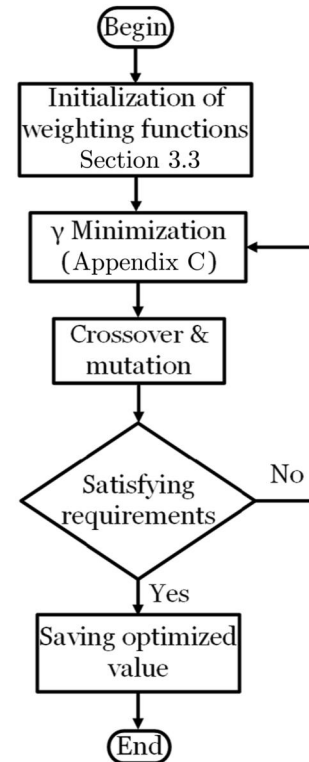 Begin
Initialization of
weighting functions
Section 3.3
γ Minimization
(Appendix C)
Crossover &
mutation
Satisfying
requirements
No
Yes
Saving optimized
value
End